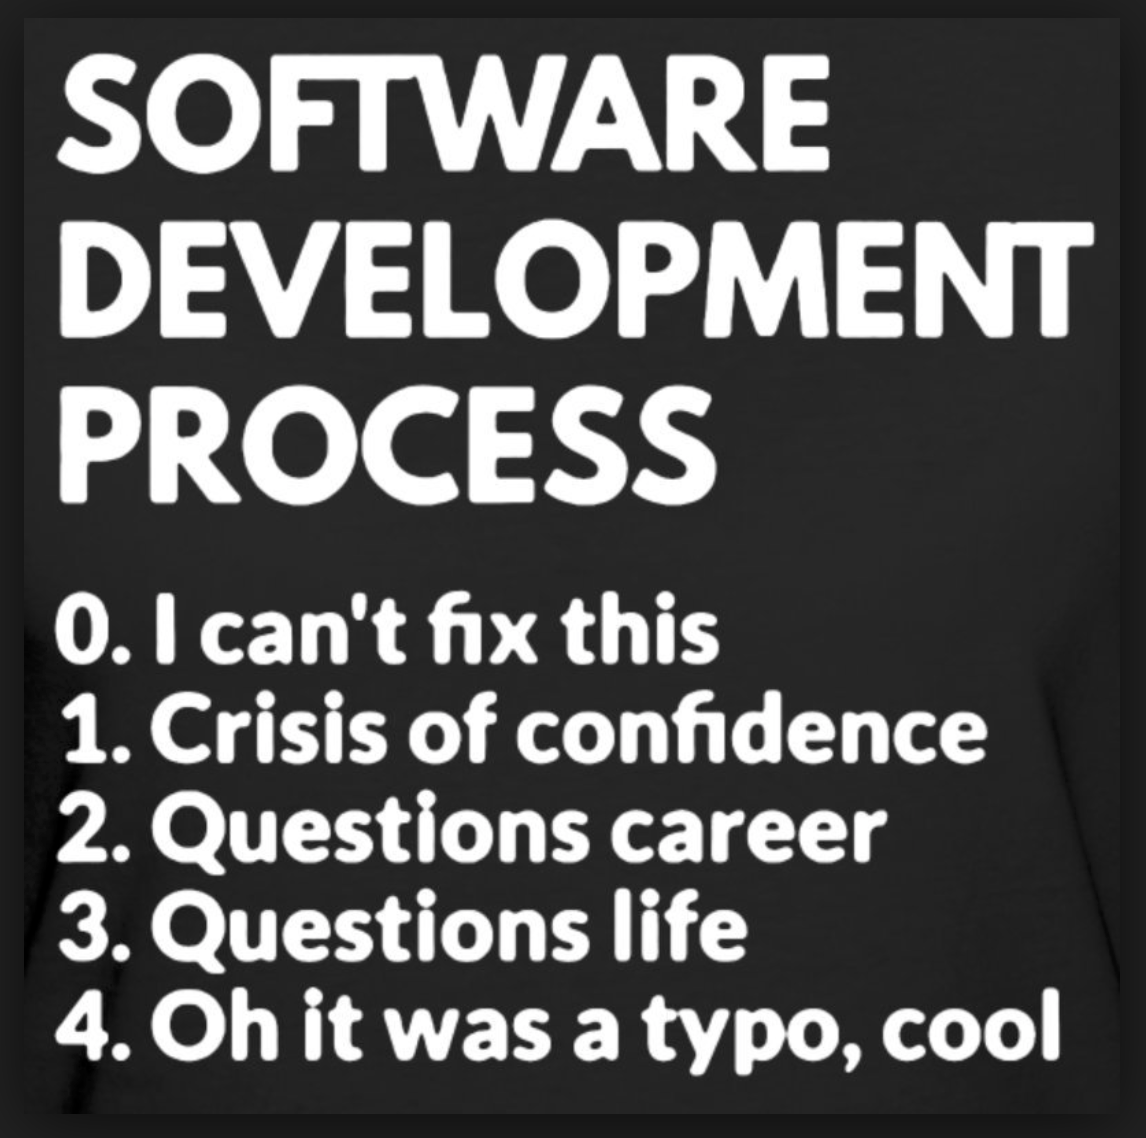 SOFTWARE
DEVELOPMENT
PROCESS
0. I can't fix this
1. Crisis of confidence
2. Questions career
3. Questions life
4. Oh it was a typo, cool